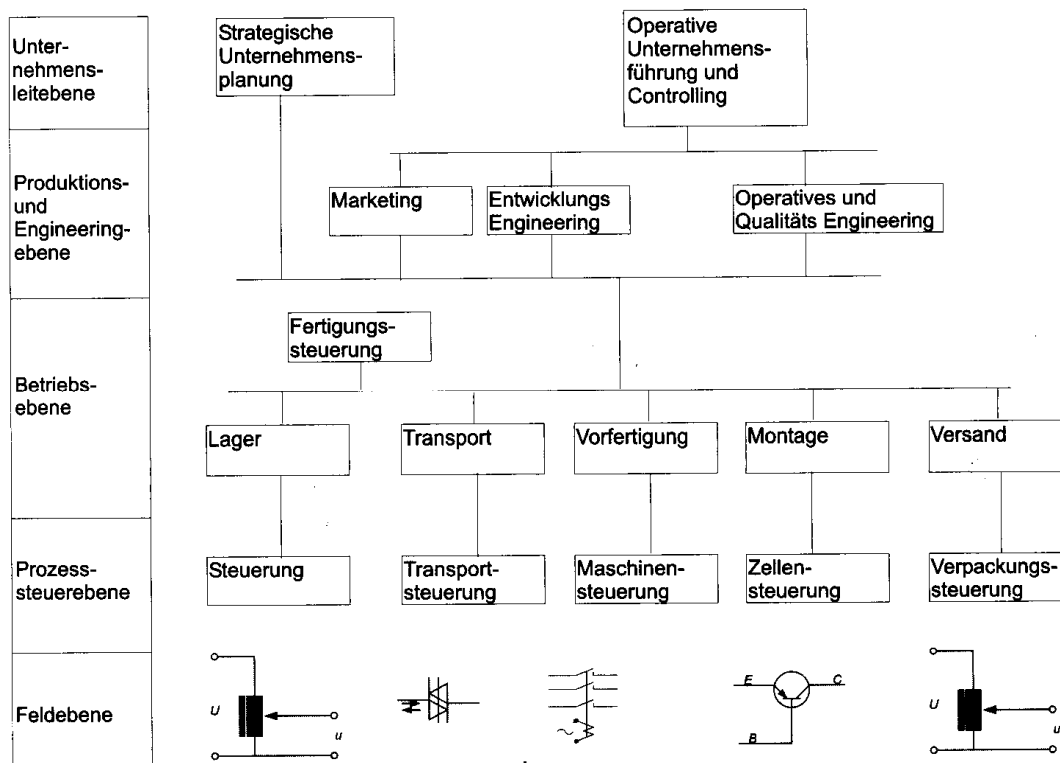 Unter-
nehmens-
leitebene
Strategische
Unternehmens-
planung
Operative
Unternehmens-
führung und
Controlling
Produktions-
und
Engineering-
ebene
Marketing
Entwicklungs
Engineering
Operatives und
Qualitäts Engineering
Betriebs-
ebene
Fertigungs-
steuerung
Lager
Transport
Vorfertigung
Montage
Versand
Prozess-
steuerebene
Steuerung
Transport-
steuerung
Maschinen-
steuerung
Zellen-
steuerung
Verpackungs-
steuerung
Feldebene
U
u
E
C
B
U
u